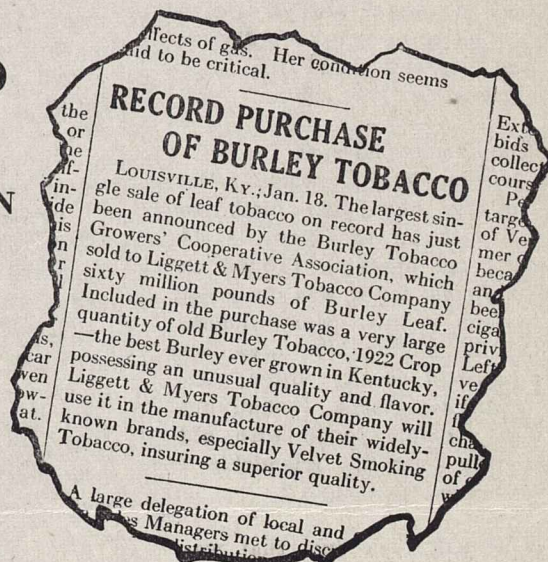 ffects of gas. Her condition seems
aid to be critical.
RECORD PURCHASE
OF BURLEY TOBACCO
LOUISVILLE, KY.; Jan. 18. The largest sin-
gle sale of leaf tobacco on record has just
been announced by the Burley Tobacco
Growers' Cooperative Association, which
sold to Liggett & Myers Tobacco Company
sixty million pounds of Burley Leaf.
Included in the purchase was a very large
quantity of old Burley Tobacco, 1922 Crop
—the best Burley ever grown in Kentucky,
possessing an unusual quality and flavor.
Liggett & Myers Tobacco Company will
use it in the manufacture of their widely-
known brands, especially Velvet Smoking
Tobacco, insuring a superior quality.
A large delegation of local and
Managers met to
the
or
in-
is,
car
ven
ow-
at.
N
bids
collec
cours
targ
of Ve
mer
beca
an
bee
ciga
priv
Left
ve
if
cha
pull
of